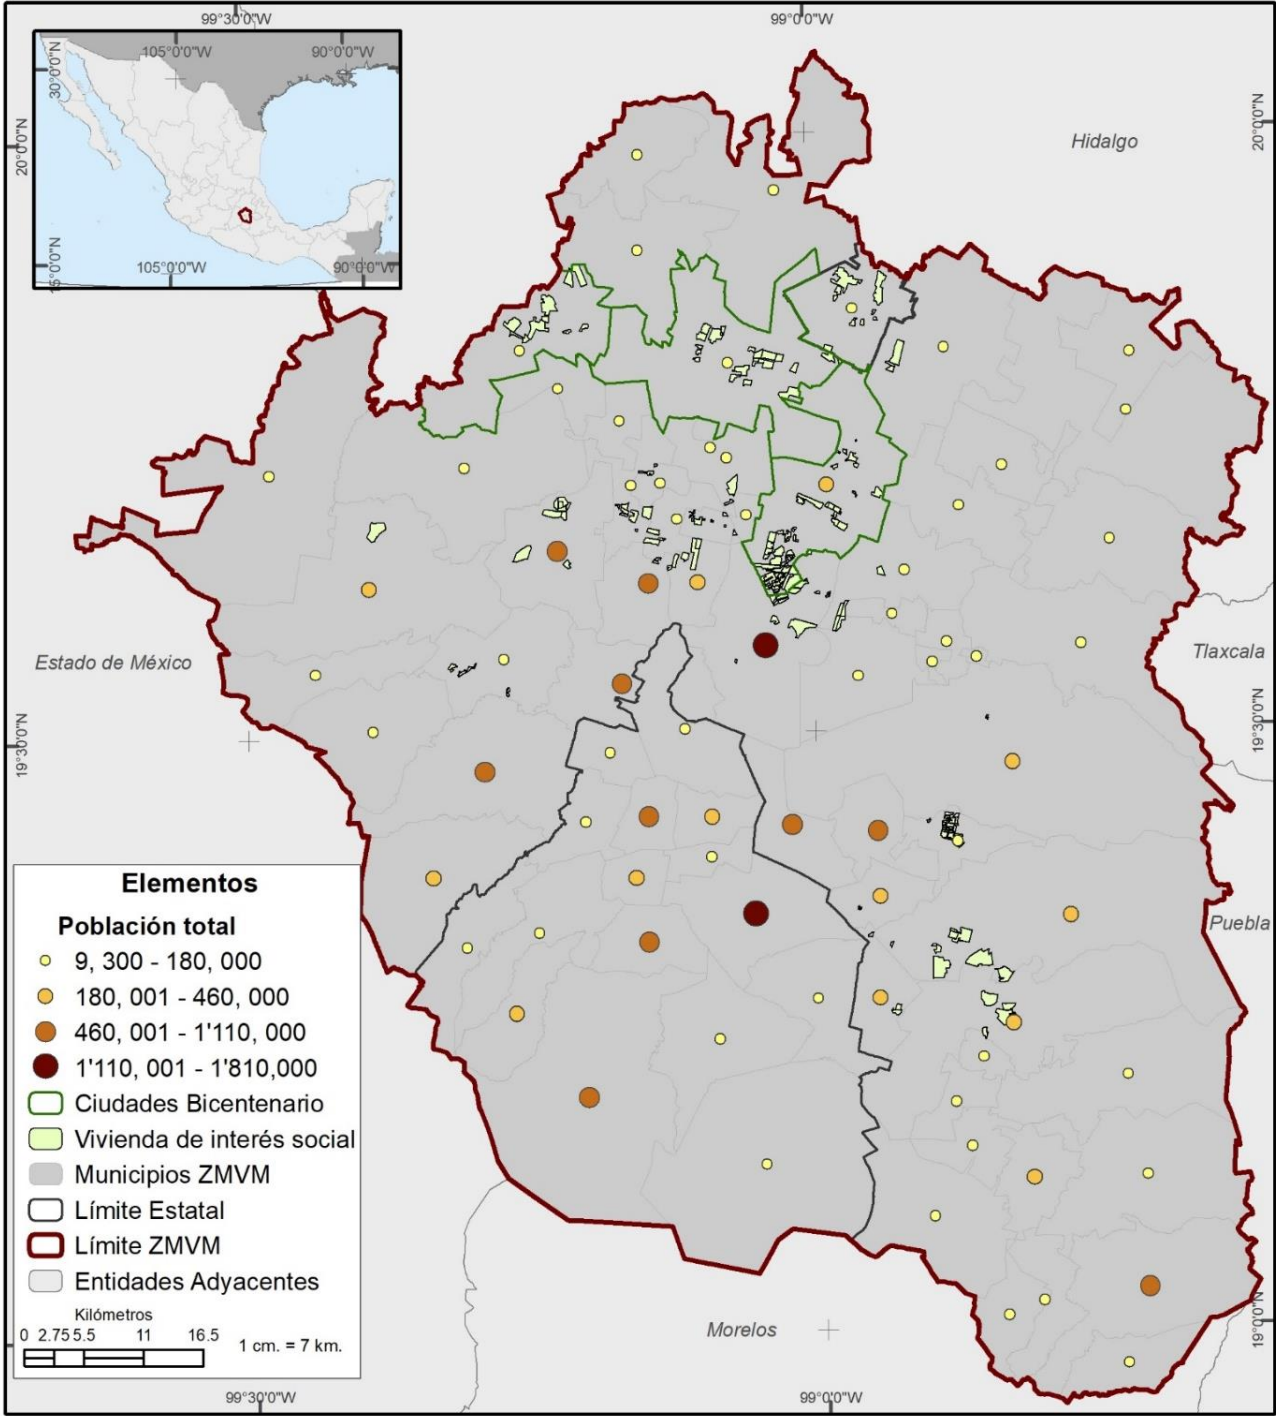 99°30'0"W
99°0'0"W
105°0'0"W
90°0'0"W
30°0'0"N
15°0'0"N
105°0'0"W
90°0'0"W
20°0'0"N
20°0'0"N
Hidalgo
Estado de México
Tlaxcala
19°30'0"N
19°30'0"N
Puebla
Elementos
Población total
9, 300 - 180, 000
180, 001 - 460, 000
460, 001 - 1'110, 000
1'110, 001 - 1'810,000
Ciudades Bicentenario
Vivienda de interés social
Municipios ZMVM
Límite Estatal
Límite ZMVM
Entidades Adyacentes
Kilómetros
0 2.75 5.5 11 16.5
1 cm. = 7 km.
Morelos
19°0'0"N
99°30'0"W
99°0'0"W